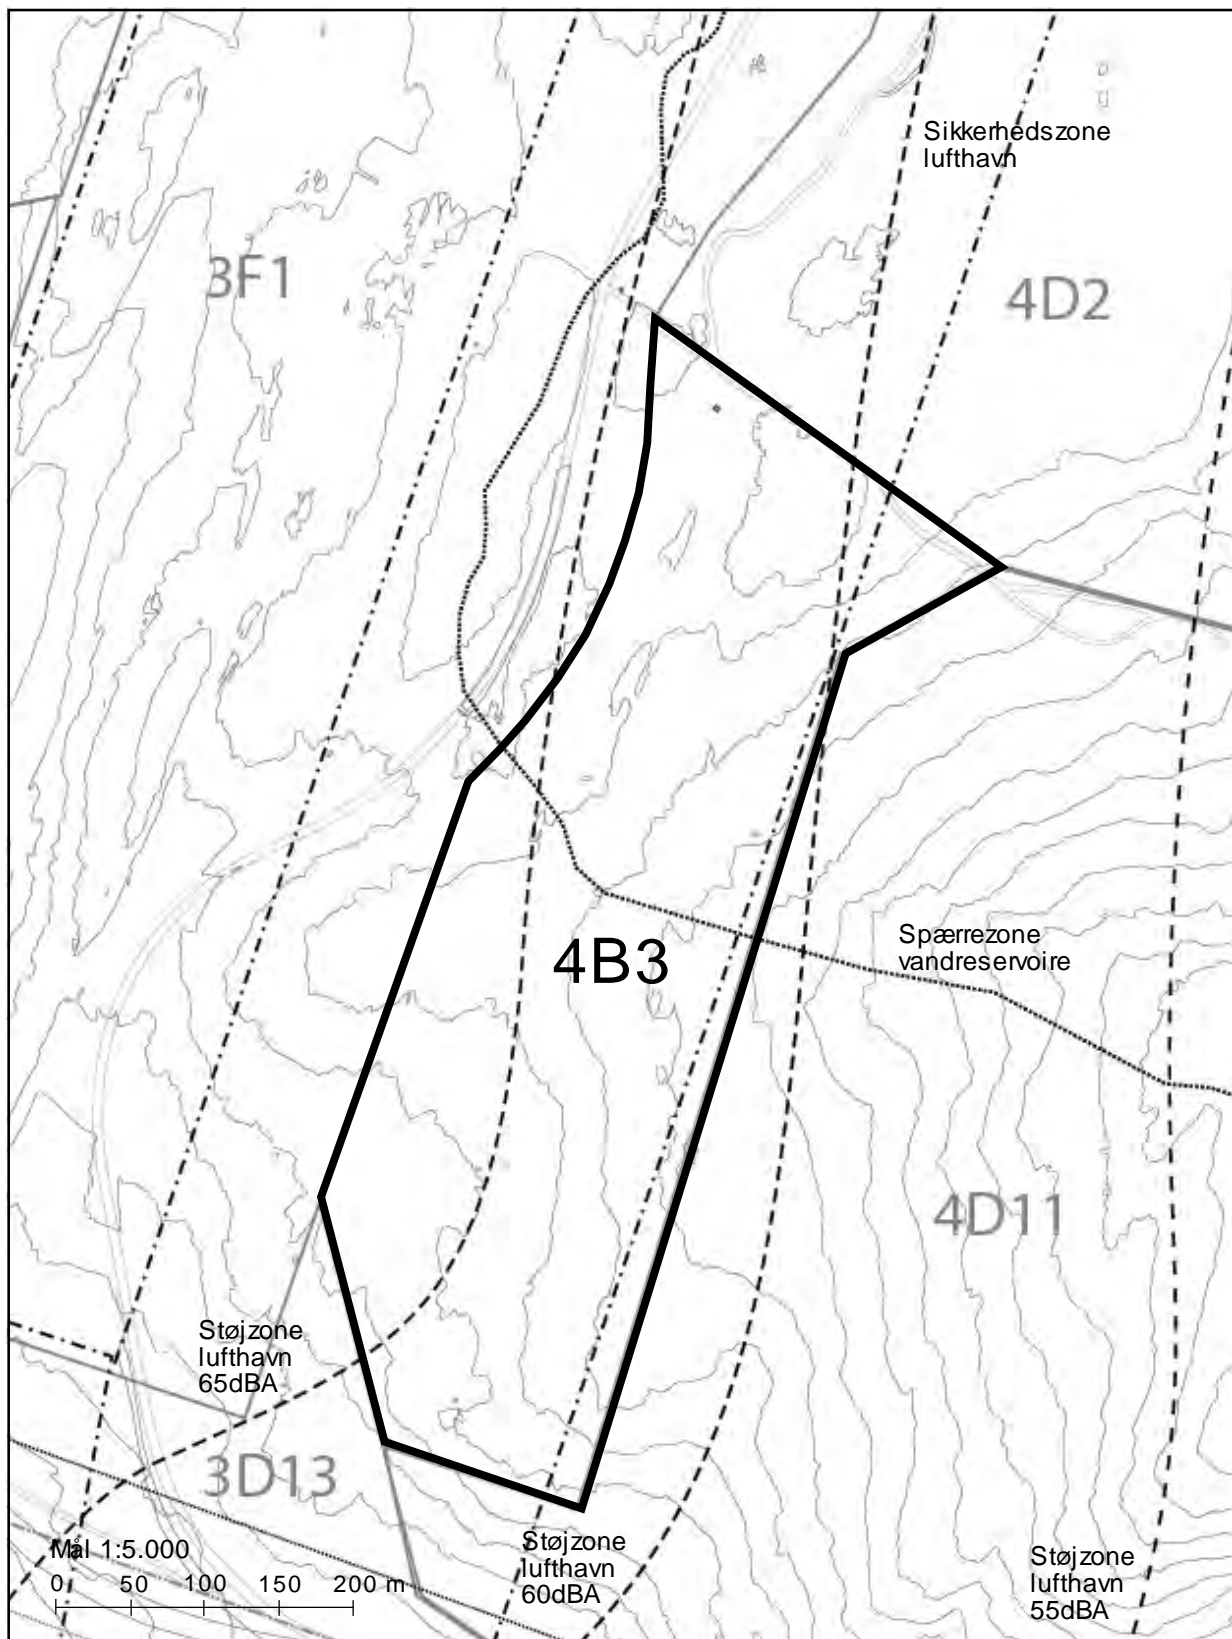 Sikkerhedszone
lufthavn
3F1
4D2
4B3
Spærrezone
vandreservoire
4D11
Støjzone
lufthavn
65dBA
3D13
Mål 1:5.000
0 50 100 150 200 m
Støjzone
lufthavn
60dBA
Støjzone
lufthavn
55dBA